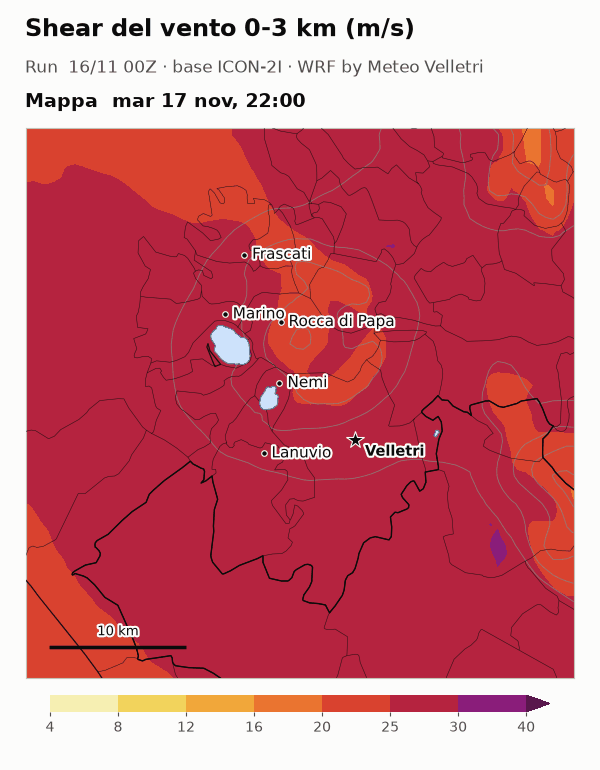 Shear del vento 0-3 km (m/s)
Run  16/11 00Z · base ICON-2I · WRF by Meteo Velletri
Mappa  mar 17 nov, 22:00
Frascati
Marino
Rocca di Papa
Nemi
Velletri
Lanuvio
10 km
4 8 12 16 20 25 30 40